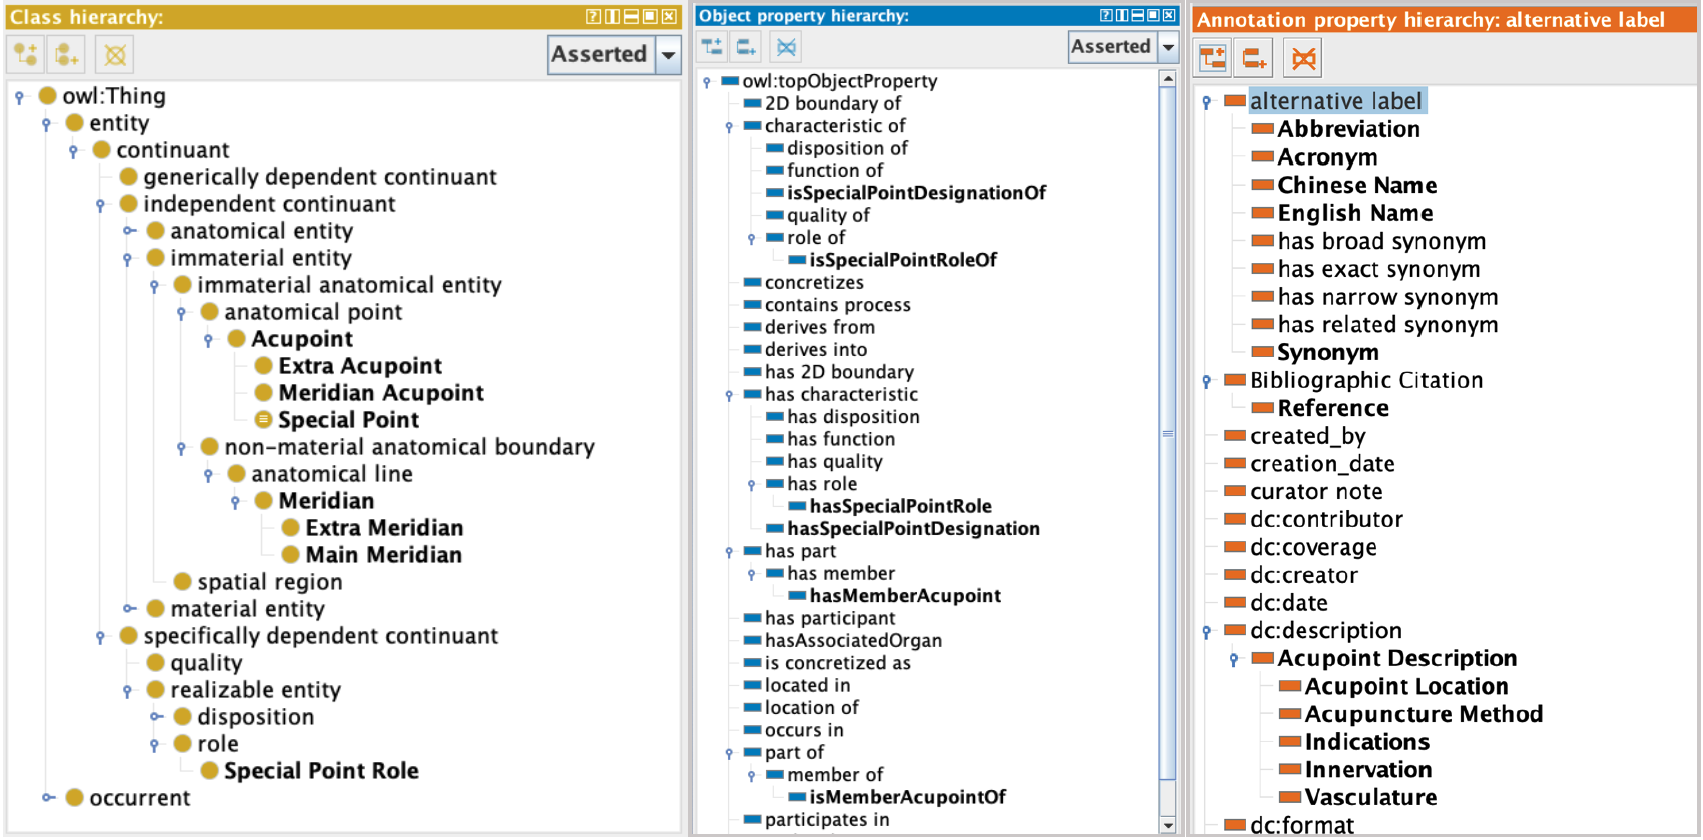 Class hierarchy:
Asserted
owl:Thing
entity
continuant
generically dependent continuant
independent continuant
anatomical entity
immaterial entity
immaterial anatomical entity
anatomical point
Acupoint
Extra Acupoint
Meridian Acupoint
Special Point
non-material anatomical boundary
anatomical line
Meridian
Extra Meridian
Main Meridian
spatial region
material entity
specifically dependent continuant
quality
realizable entity
disposition
role
Special Point Role
occurrent
Object property hierarchy:
Asserted
owl:topObjectProperty
2D boundary of
characteristic of
disposition of
function of
isSpecialPointDesignationOf
quality of
role of
isSpecialPointRoleOf
concretizes
contains process
derives from
derives into
has 2D boundary
has characteristic
has disposition
has function
has quality
has role
hasSpecialPointRole
hasSpecialPointDesignation
has part
has member
hasMemberAcupoint
has participant
hasAssociatedOrgan
is concretized as
located in
location of
occurs in
part of
member of
isMemberAcupointOf
participates in
Annotation property hierarchy: alternative label
alternative label
Abbreviation
Acronym
Chinese Name
English Name
has broad synonym
has exact synonym
has narrow synonym
has related synonym
Synonym
Bibliographic Citation
Reference
created_by
creation_date
curator note
dc:contributor
dc:coverage
dc:creator
dc:date
dc:description
Acupoint Description
Acupoint Location
Acupuncture Method
Indications
Innervation
Vasculature
dc:format